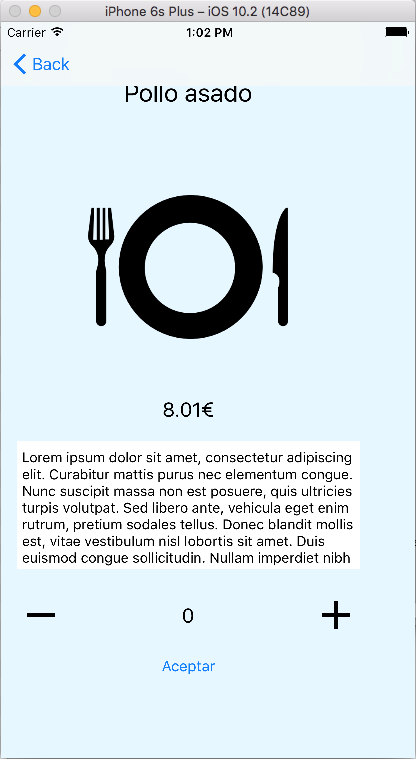 iPhone 6s Plus – iOS 10.2 (14C89)
Carrier 1:02 PM
Back
Pollo asado
8.01€
Lorem ipsum dolor sit amet, consectetur adipiscing
elit. Curabitur mattis purus nec elementum congue.
Nunc suscipit massa non est posuere, quis ultricies
turpis volutpat. Sed libero ante, vehicula eget enim
rutrum, pretium sodales tellus. Donec blandit mollis
est, vitae vestibulum nisl lobortis sit amet. Duis
euismod congue sollicitudin. Nullam imperdiet nibh
0
Aceptar